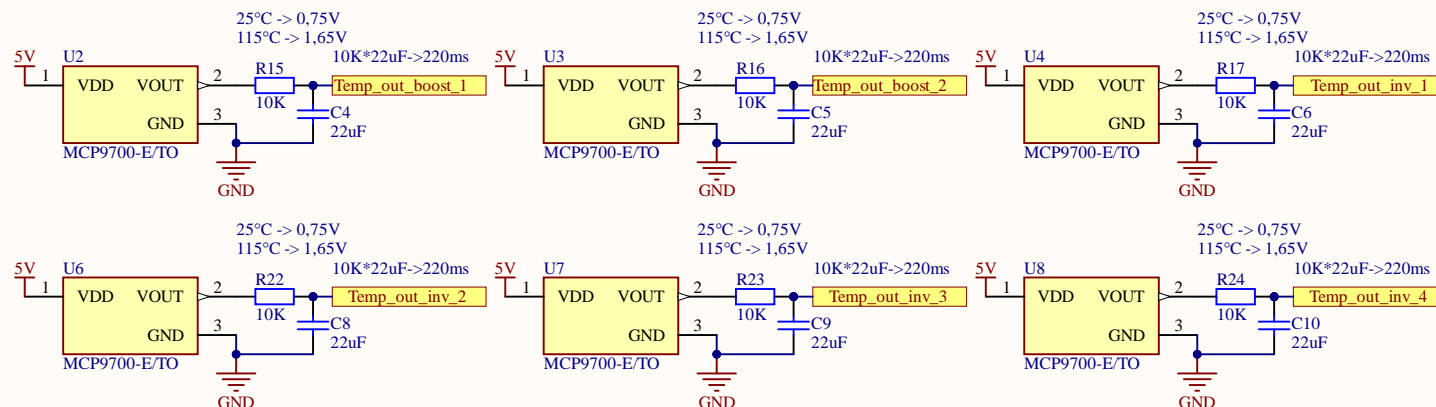 25°C -> 0,75V
115°C -> 1,65V
10K*22uF->220ms
5V
U2
1
VDD
VOUT
2
R15
10K
Temp_out_boost_1
C4
22uF
GND
3
MCP9700-E/TO
GND
25°C -> 0,75V
115°C -> 1,65V
10K*22uF->220ms
5V
U3
1
VDD
VOUT
2
R16
10K
Temp_out_boost_2
C5
22uF
GND
3
MCP9700-E/TO
GND
25°C -> 0,75V
115°C -> 1,65V
10K*22uF->220ms
5V
U4
1
VDD
VOUT
2
R17
10K
Temp_out_inv_1
C6
22uF
GND
3
MCP9700-E/TO
GND
25°C -> 0,75V
115°C -> 1,65V
10K*22uF->220ms
5V
U6
1
VDD
VOUT
2
R22
10K
Temp_out_inv_2
C8
22uF
GND
3
MCP9700-E/TO
GND
25°C -> 0,75V
115°C -> 1,65V
10K*22uF->220ms
5V
U7
1
VDD
VOUT
2
R23
10K
Temp_out_inv_3
C9
22uF
GND
3
MCP9700-E/TO
GND
25°C -> 0,75V
115°C -> 1,65V
10K*22uF->220ms
5V
U8
1
VDD
VOUT
2
R24
10K
Temp_out_inv_4
C10
22uF
GND
3
MCP9700-E/TO
GND